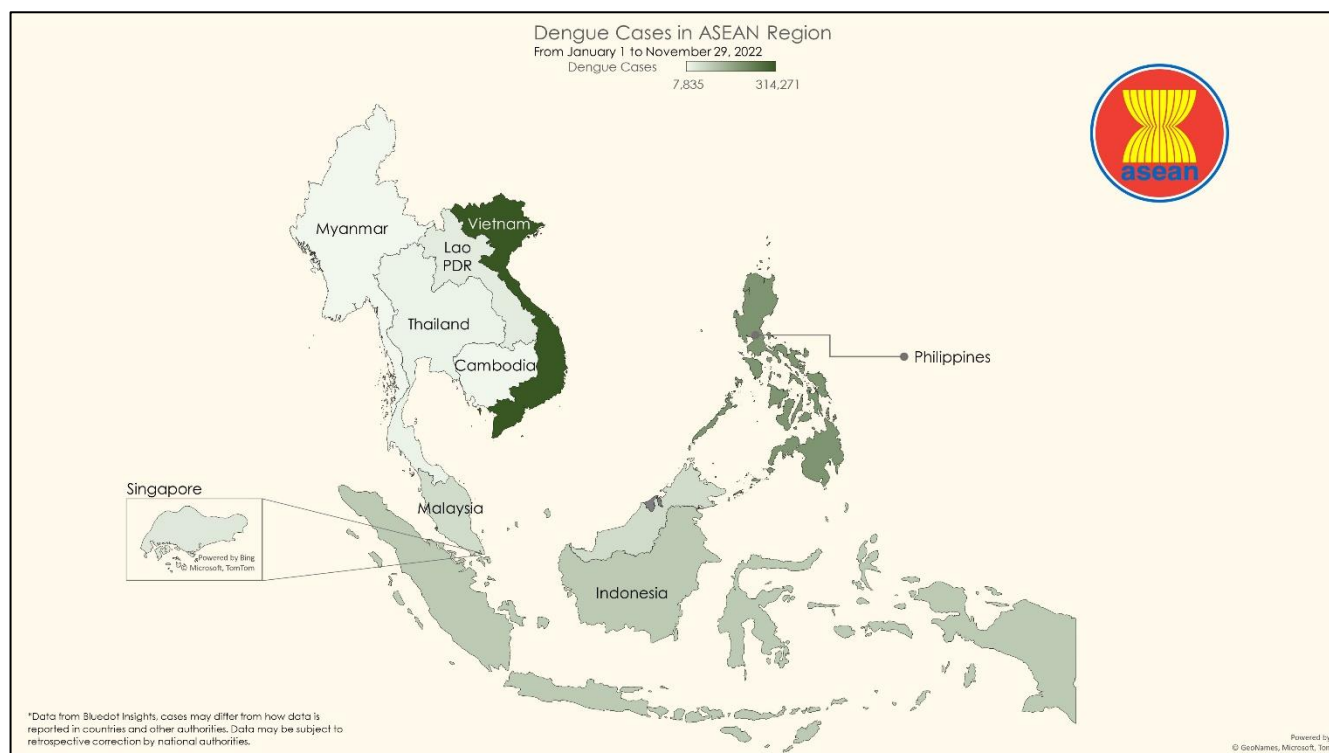 Dengue Cases in ASEAN Region
From January 1 to November 29, 2022
Dengue Cases
7,835 314,271
asean
Myanmar
Vietnam
Lao
PDR
Thailand
Cambodia
Philippines
Singapore
Powered by Bing
© Microsoft, TomTom
Malaysia
Indonesia
*Data from Bluedot Insights, cases may differ from how data is
reported in countries and other authorities. Data may be subject to
retrospective correction by national authorities.
Powered by
© GeoNames, Microsoft, Tom